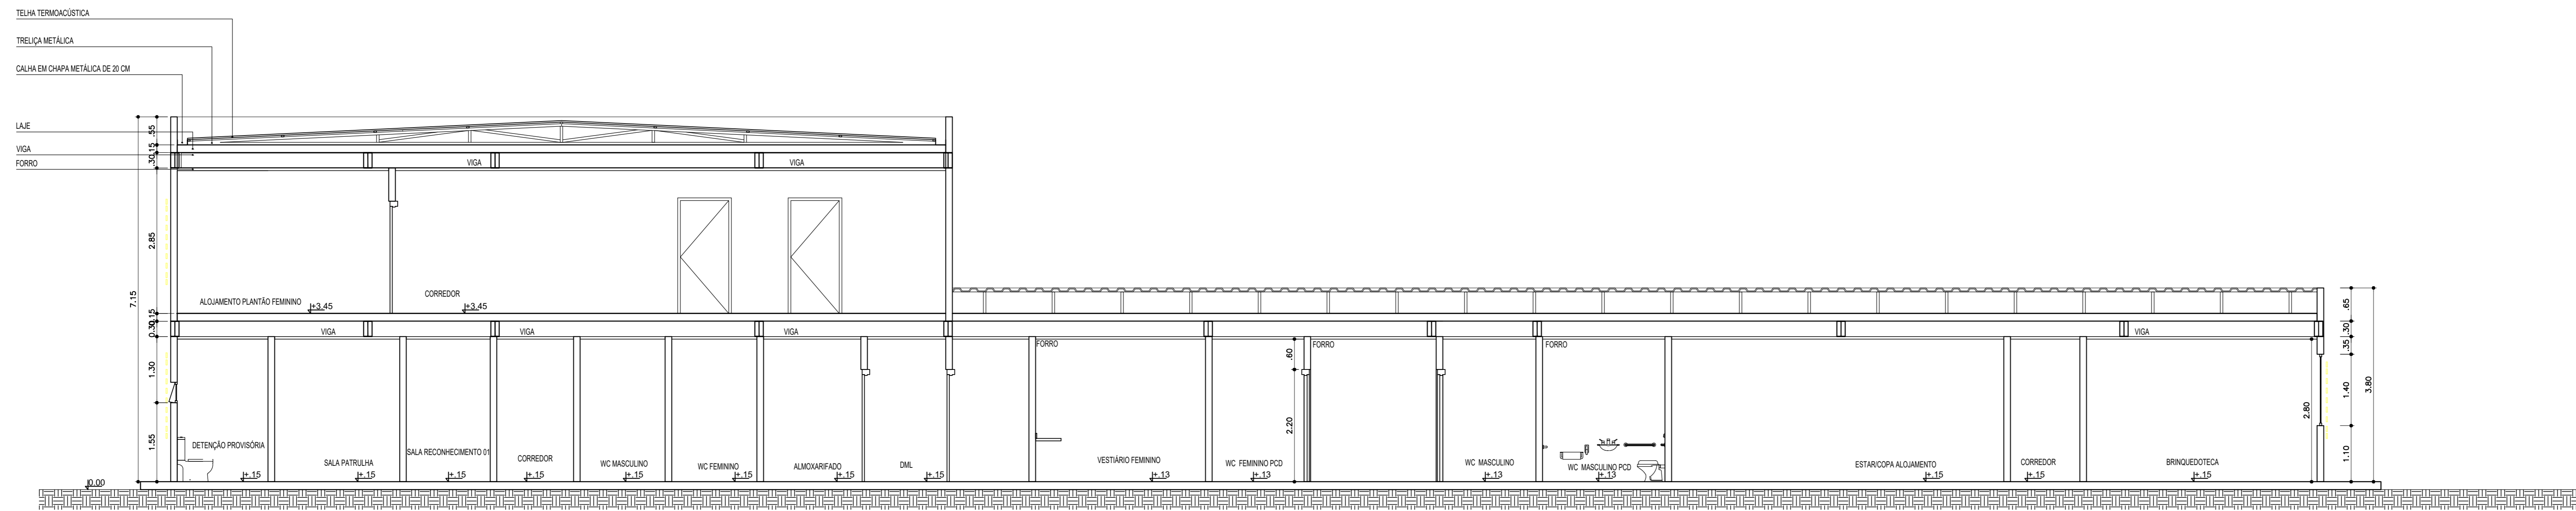 TELHA TERMOACÚSTICA
TRELIÇA METÁLICA
CALHA EM CHAPA METÁLICA DE 20 CM
LAJE
VIGA
FORRO
.55
.15
.30
2.85
7.15
.15
0.30
1.30
1.55
VIGA
VIGA
ALOJAMENTO PLANTÃO FEMININO
+3.45
CORREDOR
+3.45
VIGA
VIGA
VIGA
VIGA
FORRO
FORRO
FORRO
.60
2.20
.65
.30
.35
1.40
1.10
3.80
2.80
0.00
DETENÇÃO PROVISÓRIA
+.15
SALA PATRULHA
+.15
SALA RECONHECIMENTO 01
+.15
CORREDOR
+.15
WC MASCULINO
+.15
WC FEMININO
+.15
ALMOXARIFADO
+.15
DML
+.15
VESTIÁRIO FEMININO
+.13
WC FEMININO PCD
+.13
WC MASCULINO
+.13
WC MASCULINO PCD
+.13
ESTAR/COPA ALOJAMENTO
+.15
CORREDOR
+.15
BRINQUEDOTECA
+.15